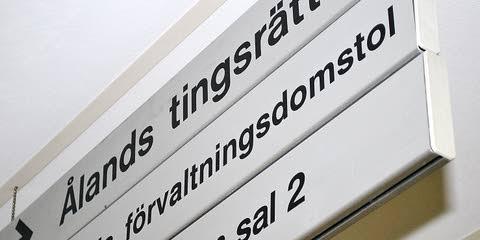 Ålands tingsrätt
förvaltningsdomstol
sal 2